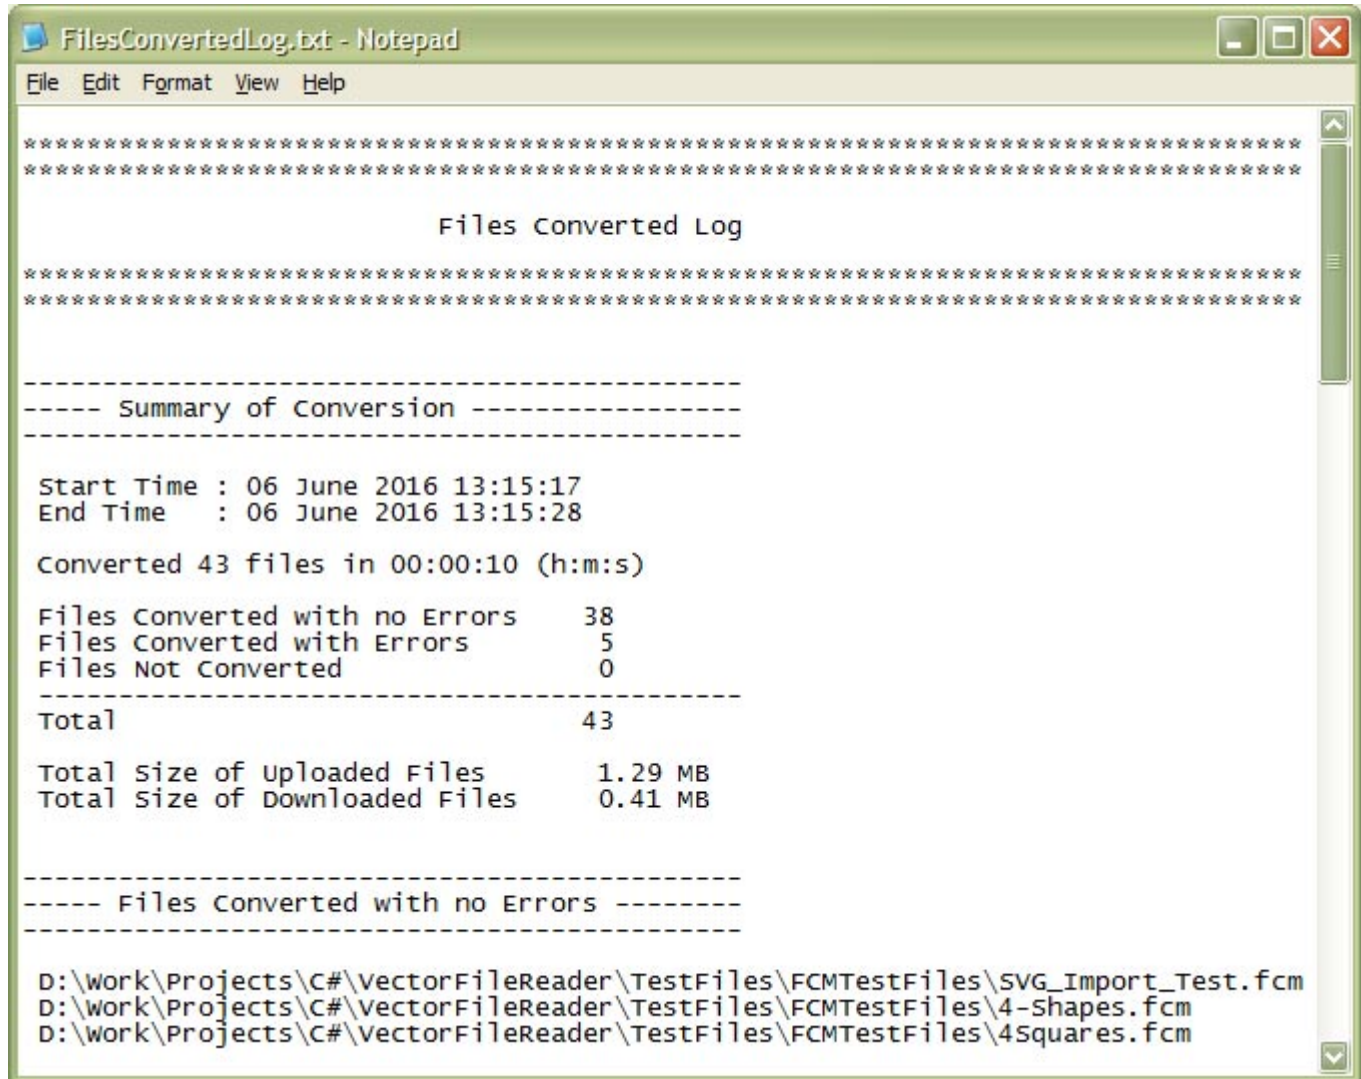 FilesConvertedLog.txt - Notepad
File Edit Format View Help
********************************************************************************
********************************************************************************
Files Converted Log
********************************************************************************
********************************************************************************
---------------------------------------------
----- Summary of Conversion -----------------
---------------------------------------------
Start Time : 06 June 2016 13:15:17
End Time   : 06 June 2016 13:15:28
Converted 43 files in 00:00:10 (h:m:s)
Files Converted with no Errors    38
Files Converted with Errors        5
Files Not Converted                0
--------------------------------------------
Total                             43
Total Size of Uploaded Files       1.29 MB
Total Size of Downloaded Files     0.41 MB
---------------------------------------------
----- Files Converted with no Errors --------
---------------------------------------------
D:\Work\Projects\C#\VectorFileReader\TestFiles\FCMTestFiles\SVG_Import_Test.fcm
D:\Work\Projects\C#\VectorFileReader\TestFiles\FCMTestFiles\4-Shapes.fcm
D:\Work\Projects\C#\VectorFileReader\TestFiles\FCMTestFiles\4Squares.fcm